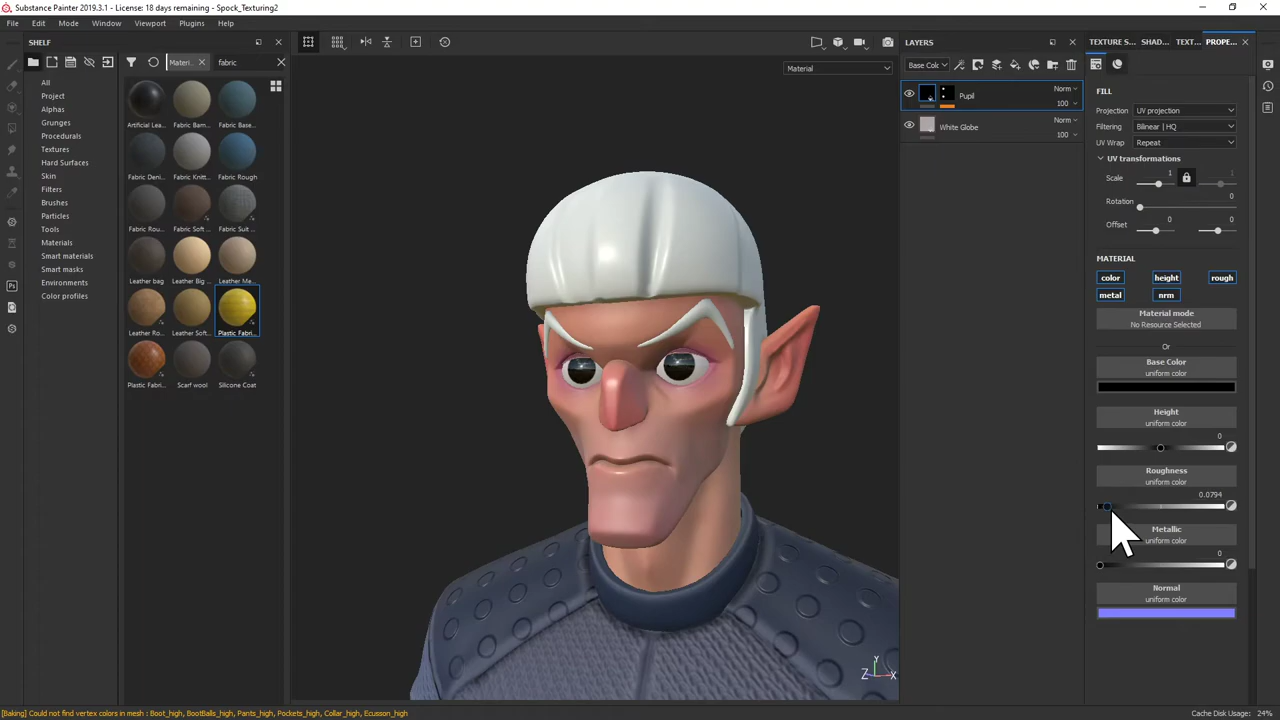 Substance Painter 2019.3.1 - License: 18 days remaining - Spock_Texturing2
File Edit Mode Window Viewport Plugins Help
SHELF
Materi... fabric
All
Project
Alphas
Grunges
Procedurals
Textures
Hard Surfaces
Skin
Filters
Brushes
Particles
Tools
Materials
Smart materials
Smart masks
Environments
Color profiles
Artificial Lea... Fabric Bam... Fabric Base...
Fabric Deni... Fabric Knitt... Fabric Rough
Fabric Rou... Fabric Soft ... Fabric Suit ...
Leather bag Leather Big ... Leather Me...
Leather Ro... Leather Soft... Plastic Fabri...
Plastic Fabri... Scarf wool Silicone Coat
Ps
Material
Y
Z X
LAYERS
Base Colo
Pupil Norm
100
White Globe Norm
100
TEXTURE S... SHAD... TEXT... PROPE...
FILL
Projection UV projection
Filtering Bilinear | HQ
UV Wrap Repeat
UV transformations
Scale 1 1
Rotation 0
Offset 0 0
MATERIAL
color height rough
metal nrm
Material mode
No Resource Selected
Or
Base Color
uniform color
Height
uniform color
0
Roughness
uniform color
0.0794
Metallic
uniform color
0
Normal
uniform color
[Baking] Could not find vertex colors in mesh : Boot_high, BootBalls_high, Pants_high, Pockets_high, Collar_high, Ecusson_high
Cache Disk Usage: 24%